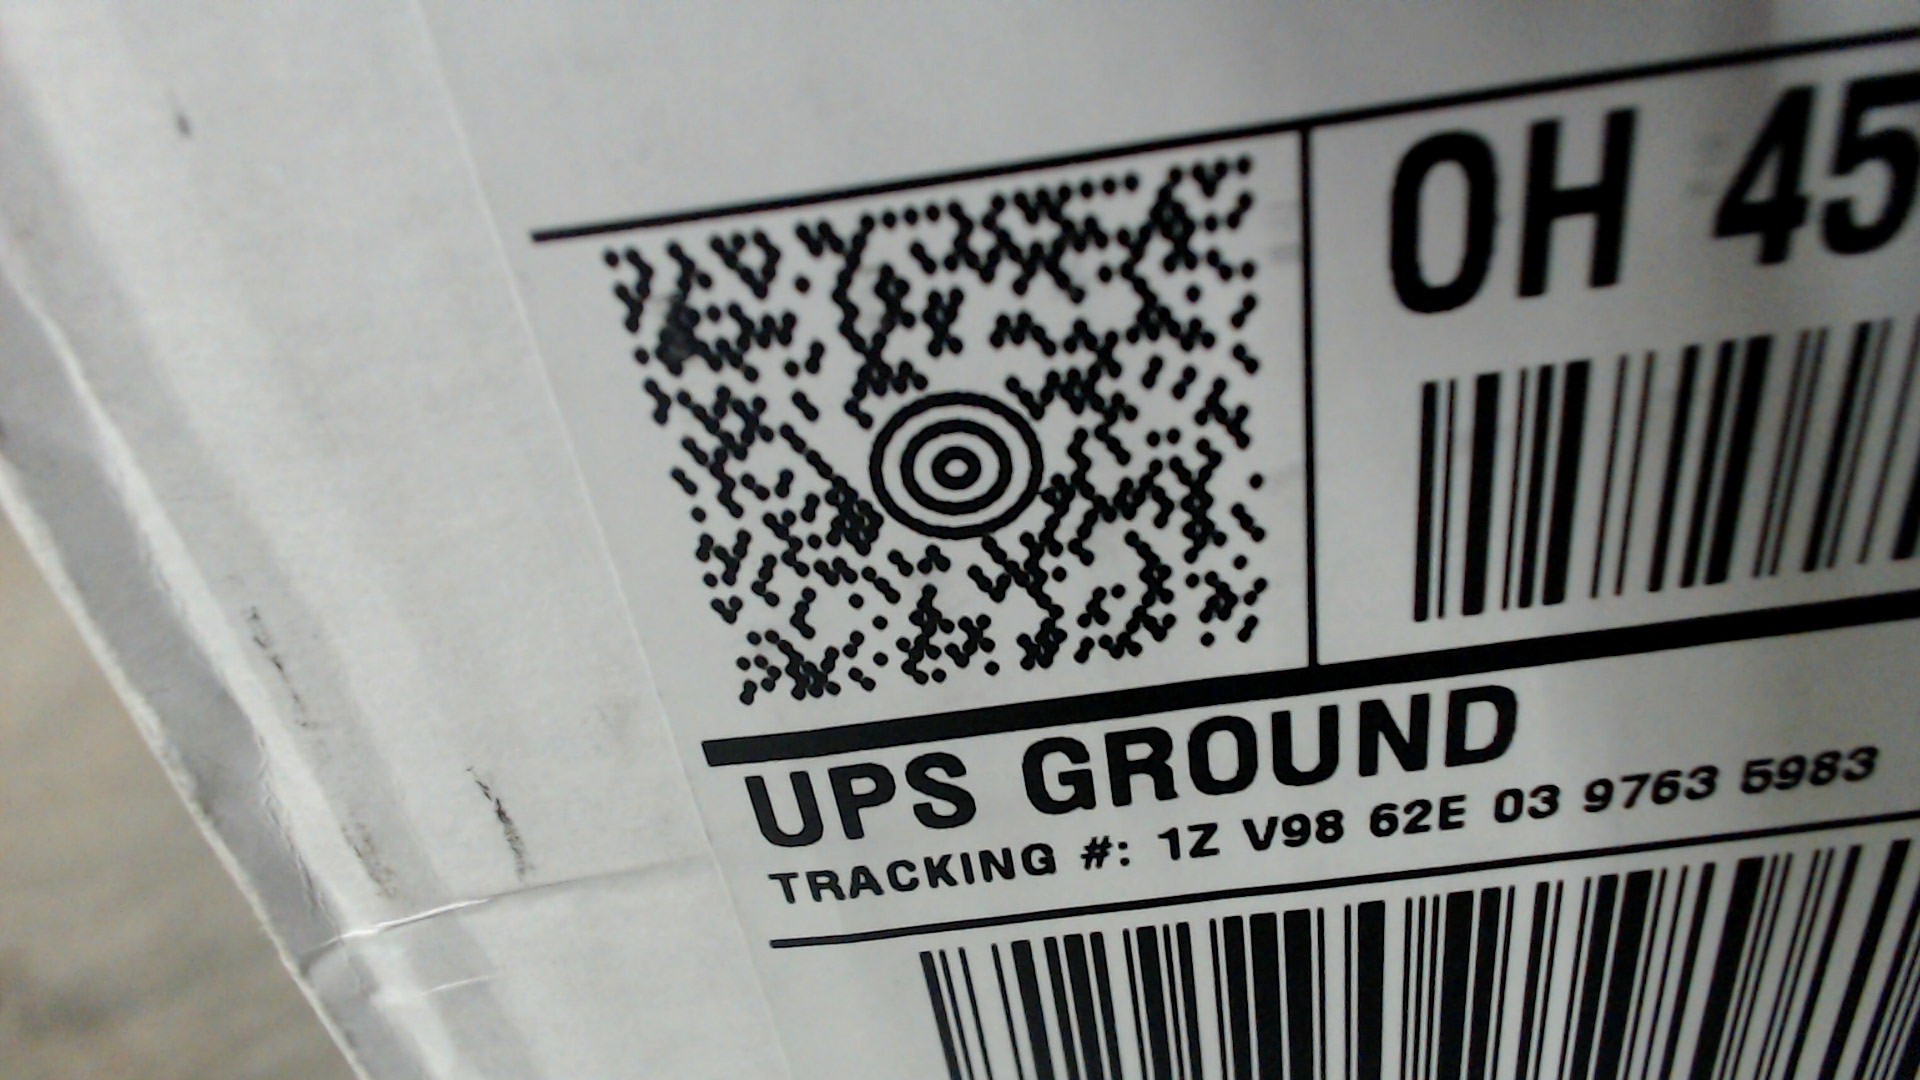 OH 45
UPS GROUND
TRACKING #: 1Z V98 62E 03 9763 5983